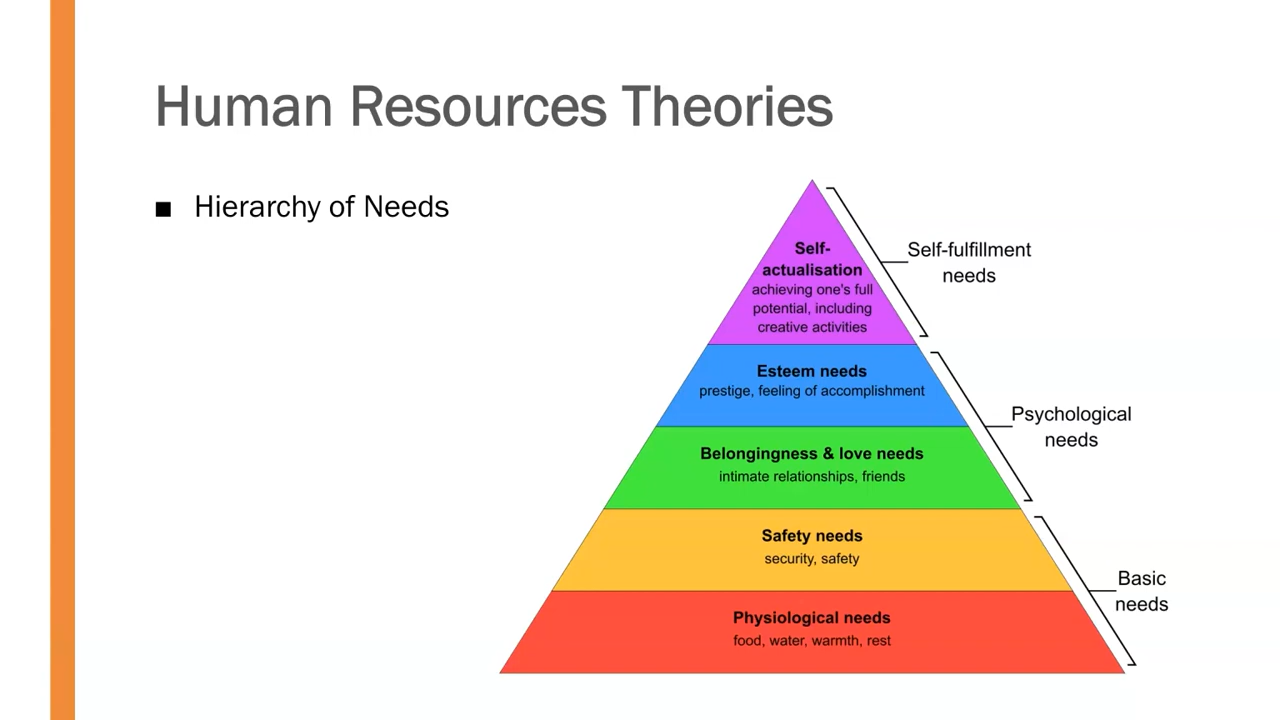 Human Resources Theories
■ Hierarchy of Needs
Self-
actualisation
achieving one's full
potential, including
creative activities
Self-fulfillment
needs
Esteem needs
prestige, feeling of accomplishment
Psychological
needs
Belongingness & love needs
intimate relationships, friends
Safety needs
security, safety
Basic
needs
Physiological needs
food, water, warmth, rest